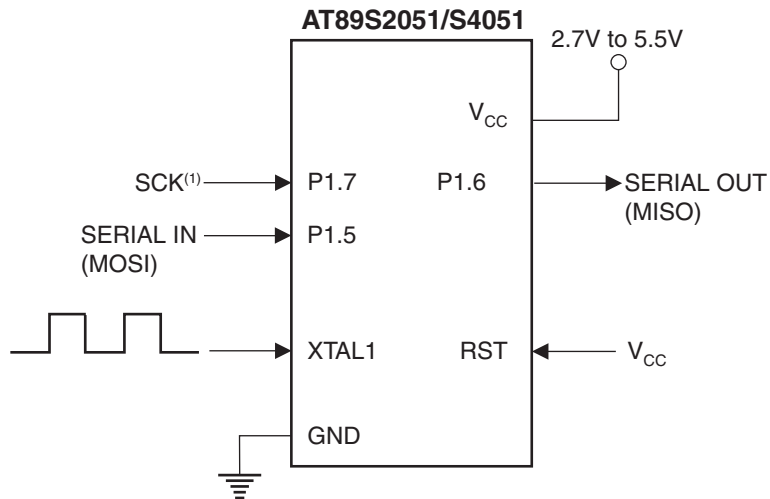 AT89S2051/S4051
2.7V to 5.5V
VCC
SCK(1)
P1.7
P1.6
SERIAL OUT
(MISO)
SERIAL IN
(MOSI)
P1.5
XTAL1
RST
VCC
GND